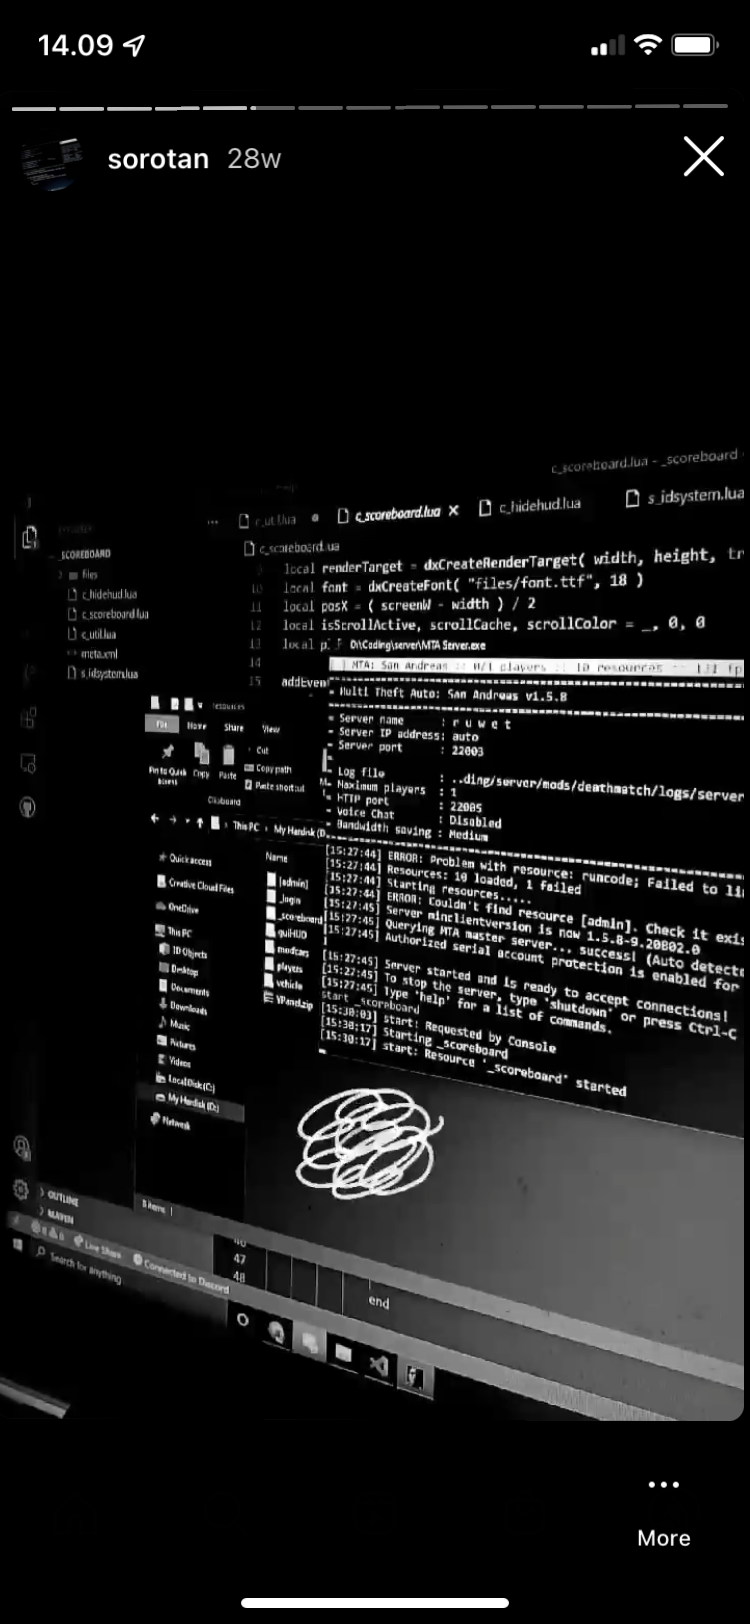 14.09
sorotan 28w
c_scoreboard.lua - _scoreboard
c_util.lua
c_scoreboard.lua
c_hidehud.lua
s_idsystem.lua
_SCOREBOARD
files
c_hidehud.lua
c_scoreboard.lua
c_util.lua
meta.xml
s_idsystem.lua
c_scoreboard.lua
9 local renderTarget = dxCreateRenderTarget( width, height, tr
10 local font = dxCreateFont( "files/font.ttf", 18 )
11 local posX = ( screenW - width ) / 2
12 local isScrollActive, scrollCache, scrollColor = _, 0, 0
13 local p
14
15 addEven
D:\Coding\server\MTA Server.exe
MTA: San Andreas :: 0/1 players :: 10 resources :: 131 fp
= Multi Theft Auto: San Andreas v1.5.8
= Server name : r u w e t
= Server IP address: auto
= Server port : 22003
=
= Log file : ..ding/server/mods/deathmatch/logs/server
= Maximum players : 1
= HTTP port : 22005
= Voice Chat : Disabled
= Bandwidth saving : Medium
[15:27:44] ERROR: Problem with resource: runcode; Failed to li
[15:27:44] Resources: 10 loaded, 1 failed
[15:27:44] Starting resources.....
[15:27:44] ERROR: Couldn't find resource [admin]. Check it exis
[15:27:45] Server minclientversion is now 1.5.8-9.20802.0
[15:27:45] Querying MTA master server... success! (Auto detect
[15:27:45] Authorized serial account protection is enabled for
[15:27:45] Server started and is ready to accept connections!
[15:27:45] To stop the server, type 'shutdown' or press Ctrl-C
[15:27:45] Type 'help' for a list of commands.
start _scoreboard
[15:30:03] start: Requested by Console
[15:30:17] Starting _scoreboard
[15:30:17] start: Resource '_scoreboard' started
resources
File Home Share View
Pin to Quick access
Copy
Paste
Cut
Copy path
Paste shortcut
Clipboard
This PC
My Hardisk (D
Quick access
Creative Cloud Files
OneDrive
This PC
3D Objects
Desktop
Documents
Downloads
Music
Pictures
Videos
Local Disk (C:)
My Hardisk (D:)
Network
Name
[admin]
_login
_scoreboard
guiHUD
modcars
players
vehicle
VPanel.zip
8 items
OUTLINE
MAVEN
0 0
Live Share
Connected to Discord
46
47
48
end
Search for anything
More